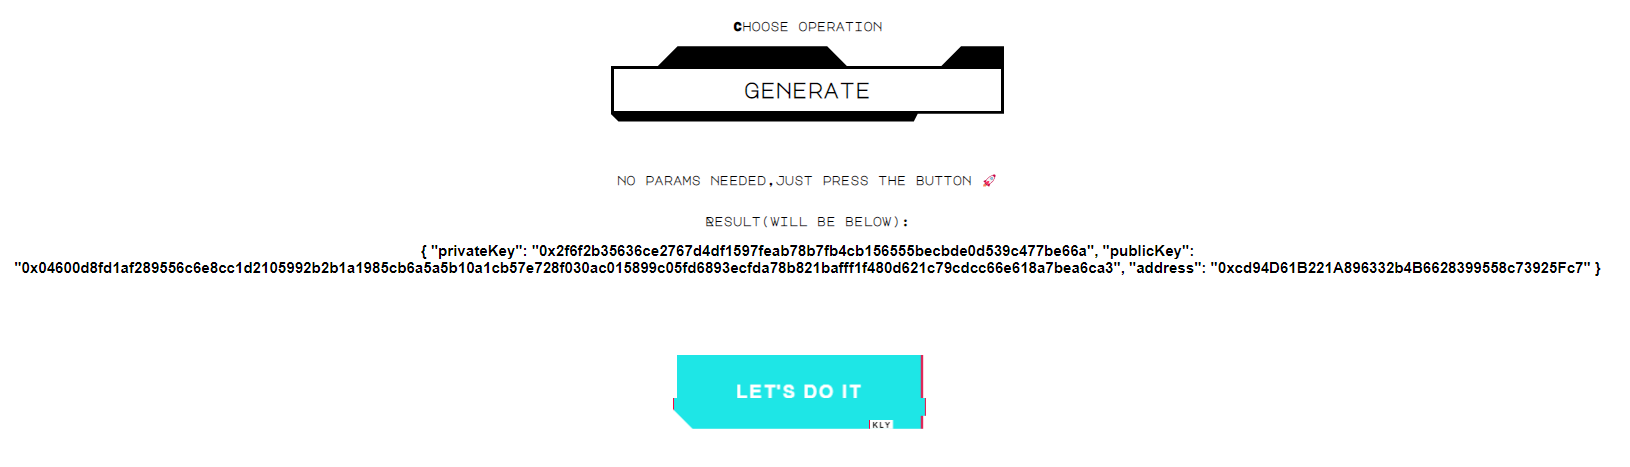 CHOOSE OPERATION
GENERATE
NO PARAMS NEEDED,JUST PRESS THE BUTTON 🚀
RESULT(WILL BE BELOW):
{ "privateKey": "0x2f6f2b35636ce2767d4df1597feab78b7fb4cb156555becbde0d539c477be66a", "publicKey":
"0x04600d8fd1af289556c6e8cc1d2105992b2b1a1985cb6a5a5b10a1cb57e728f030ac015899c05fd6893ecfda78b821bafff1f480d621c79cdcc66e618a7bea6ca3", "address": "0xcd94D61B221A896332b4B6628399558c73925Fc7" }
LET'S DO IT
KLY